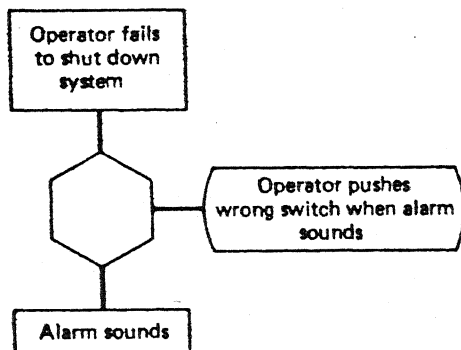 Operator fails
to shut down
system
Operator pushes
wrong switch when alarm
sounds
Alarm sounds